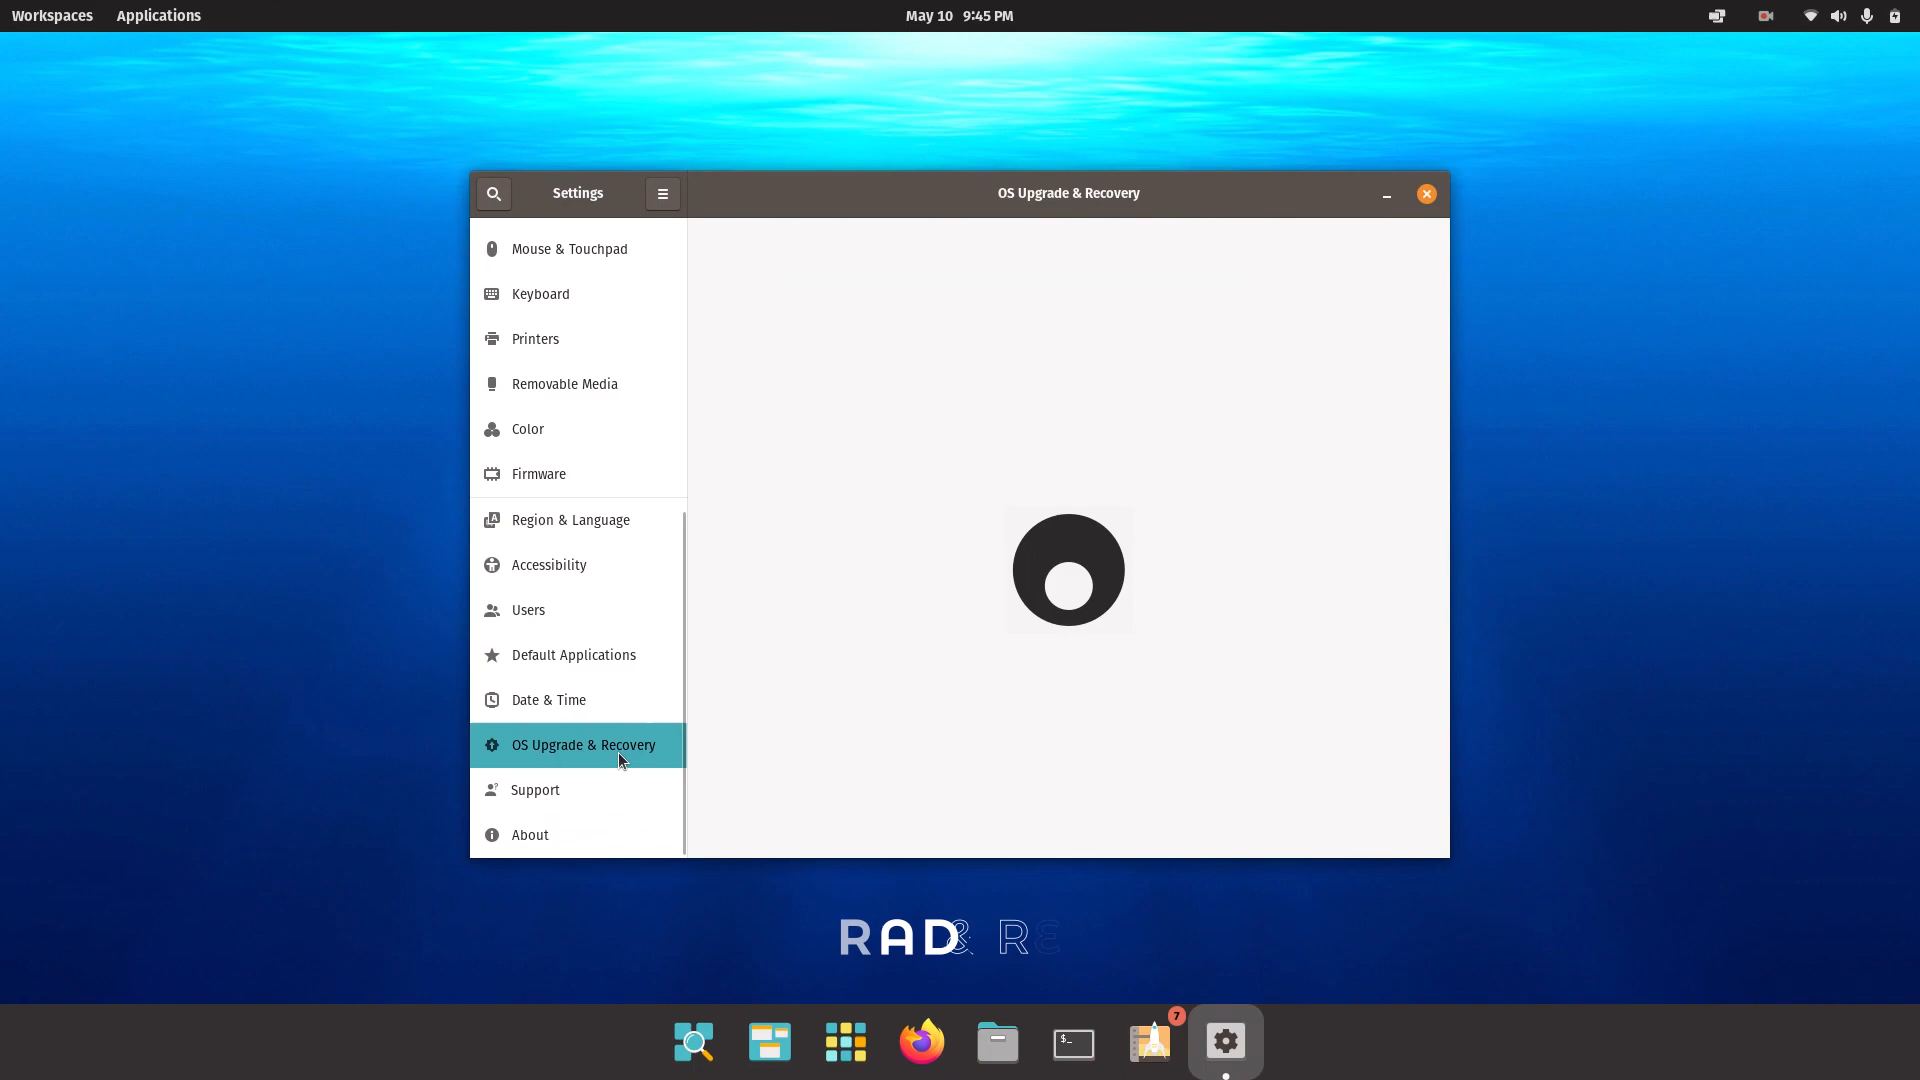 Workspaces Applications May 10 9:45 PM
Settings OS Upgrade & Recovery
Mouse & Touchpad
Keyboard
Printers
Removable Media
Color
Firmware
Region & Language
Accessibility
Users
Default Applications
Date & Time
OS Upgrade & Recovery
Support
About
RAD & RE
$_
7